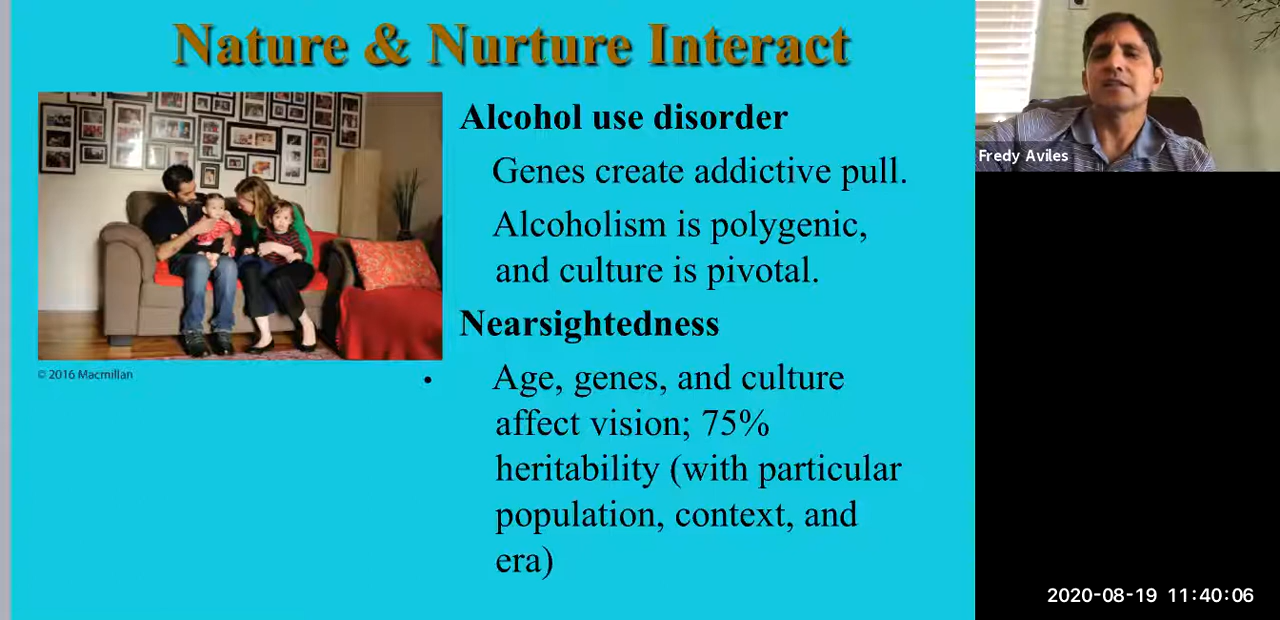 Nature & Nurture Interact
Alcohol use disorder
Genes create addictive pull.
Alcoholism is polygenic,
and culture is pivotal.
Nearsightedness
• Age, genes, and culture
affect vision; 75%
heritability (with particular
population, context, and
era)
© 2016 Macmillan
Fredy Aviles
2020-08-19 11:40:06